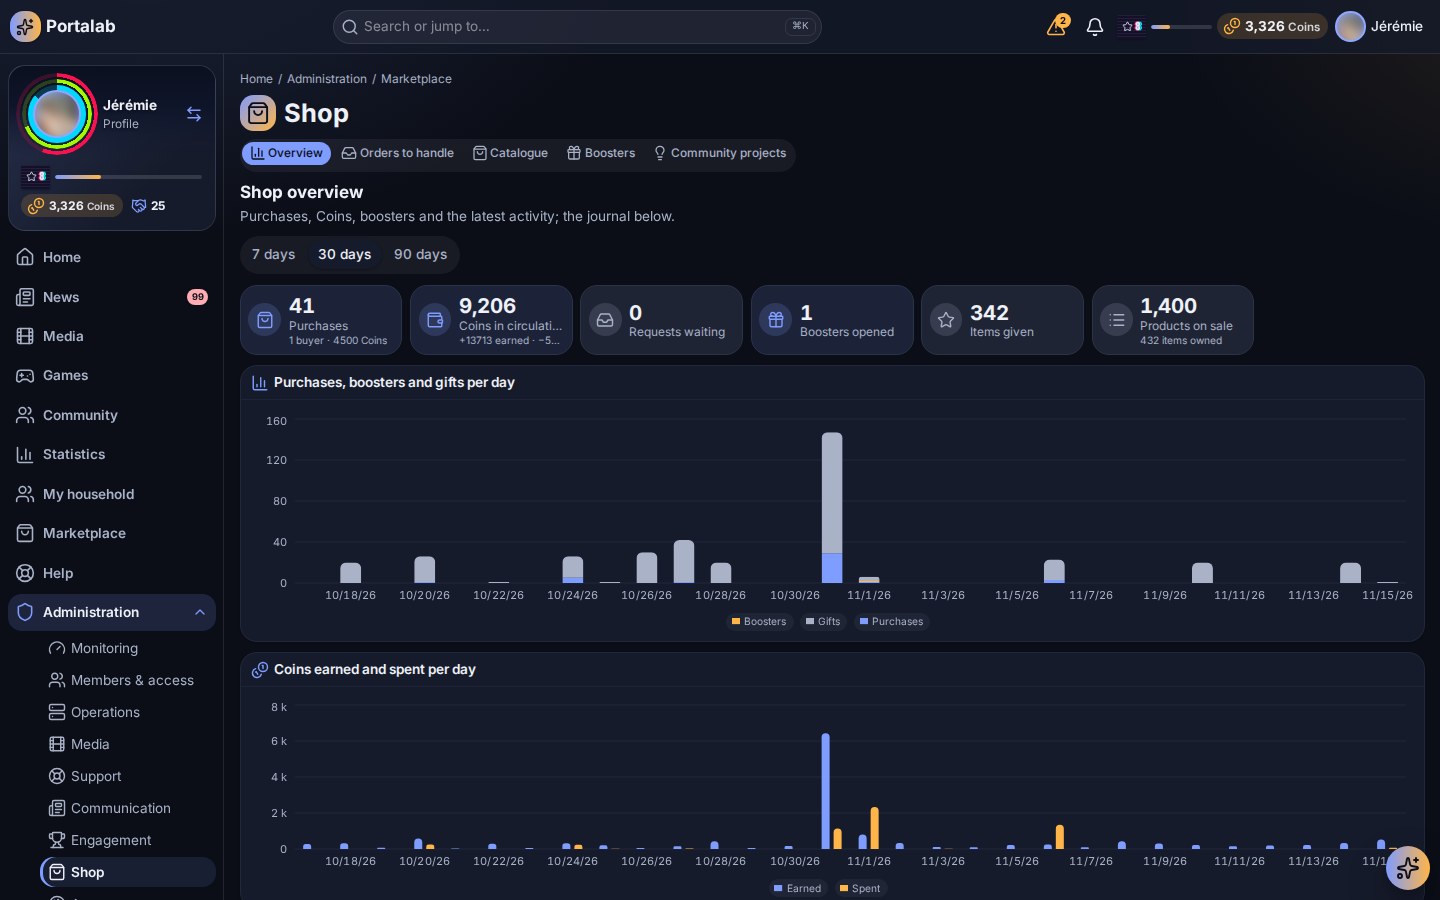 Portalab
Search or jump to...
⌘K
2
3,326 Coins
Jérémie
Jérémie
Profile
3,326 Coins
25
Home
News
99
Media
Games
Community
Statistics
My household
Marketplace
Help
Administration
Monitoring
Members & access
Operations
Media
Support
Communication
Engagement
Shop
Home / Administration / Marketplace
Shop
Overview
Orders to handle
Catalogue
Boosters
Community projects
Shop overview
Purchases, Coins, boosters and the latest activity; the journal below.
7 days
30 days
90 days
41
Purchases
1 buyer · 4500 Coins
9,206
Coins in circulati...
+13713 earned · −5...
0
Requests waiting
1
Boosters opened
342
Items given
1,400
Products on sale
432 items owned
Purchases, boosters and gifts per day
160
120
80
40
0
10/18/26 10/20/26 10/22/26 10/24/26 10/26/26 10/28/26 10/30/26 11/1/26 11/3/26 11/5/26 11/7/26 11/9/26 11/11/26 11/13/26 11/15/26
Boosters Gifts Purchases
Coins earned and spent per day
8 k
6 k
4 k
2 k
0
10/18/26 10/20/26 10/22/26 10/24/26 10/26/26 10/28/26 10/30/26 11/1/26 11/3/26 11/5/26 11/7/26 11/9/26 11/11/26 11/13/26
Earned Spent